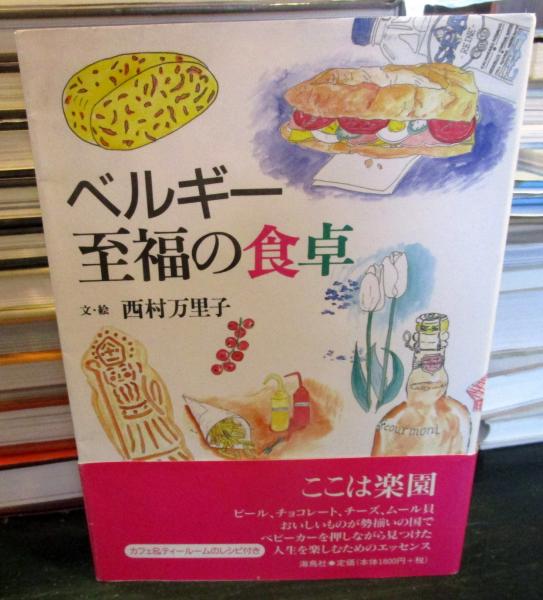 ベルギー
至福の食卓
文・絵 西村万里子
courmont
ここは楽園
ビール、チョコレート、チーズ、ムール貝
おいしいものが勢揃いの国で
ベビーカーを押しながら見つけた
人生を楽しむためのエッセンス
カフェ&ティールームのレシピ付き
海鳥社●定価(本体1800円+税)